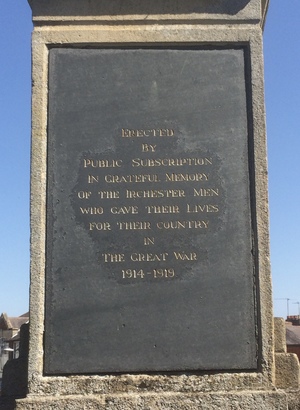 ERECTED
BY
PUBLIC SUBSCRIPTION
IN GRATEFUL MEMORY
OF THE IRCHESTER MEN
WHO GAVE THEIR LIVES
FOR THEIR COUNTRY
IN
THE GREAT WAR
1914-1919